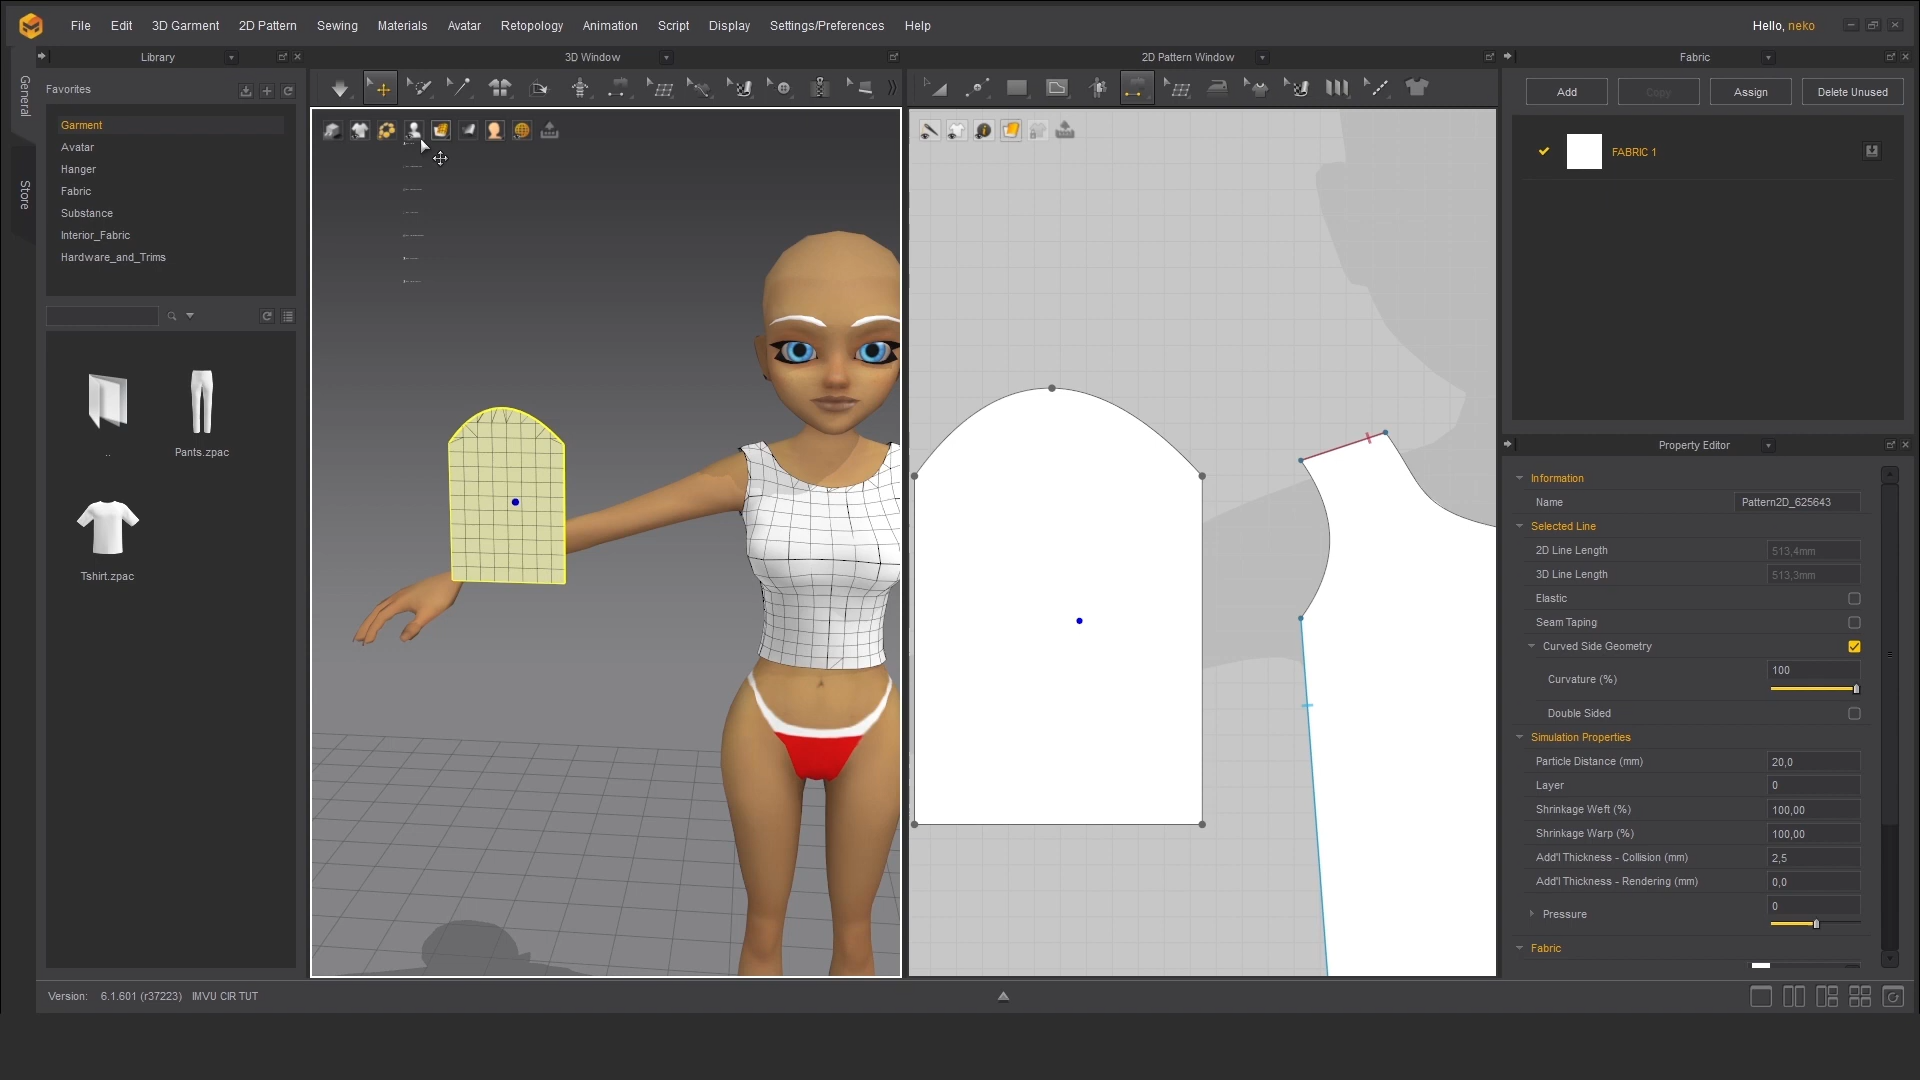 File Edit 3D Garment 2D Pattern Sewing Materials Avatar Retopology Animation Script Display Settings/Preferences Help Hello, neko
Library 3D Window 2D Pattern Window Fabric
General
Store
Favorites
Garment
Avatar
Hanger
Fabric
Substance
Interior_Fabric
Hardware_and_Trims
..
Pants.zpac
Tshirt.zpac
Add Copy Assign Delete Unused
FABRIC 1
Property Editor
Information
Name Pattern2D_625643
Selected Line
2D Line Length 513,4mm
3D Line Length 513,3mm
Elastic
Seam Taping
Curved Side Geometry
Curvature (%) 100
Double Sided
Simulation Properties
Particle Distance (mm) 20,0
Layer 0
Shrinkage Weft (%) 100,00
Shrinkage Warp (%) 100,00
Add'l Thickness - Collision (mm) 2,5
Add'l Thickness - Rendering (mm) 0,0
Pressure 0
Fabric
Version: 6.1.601 (r37223) IMVU CIR TUT